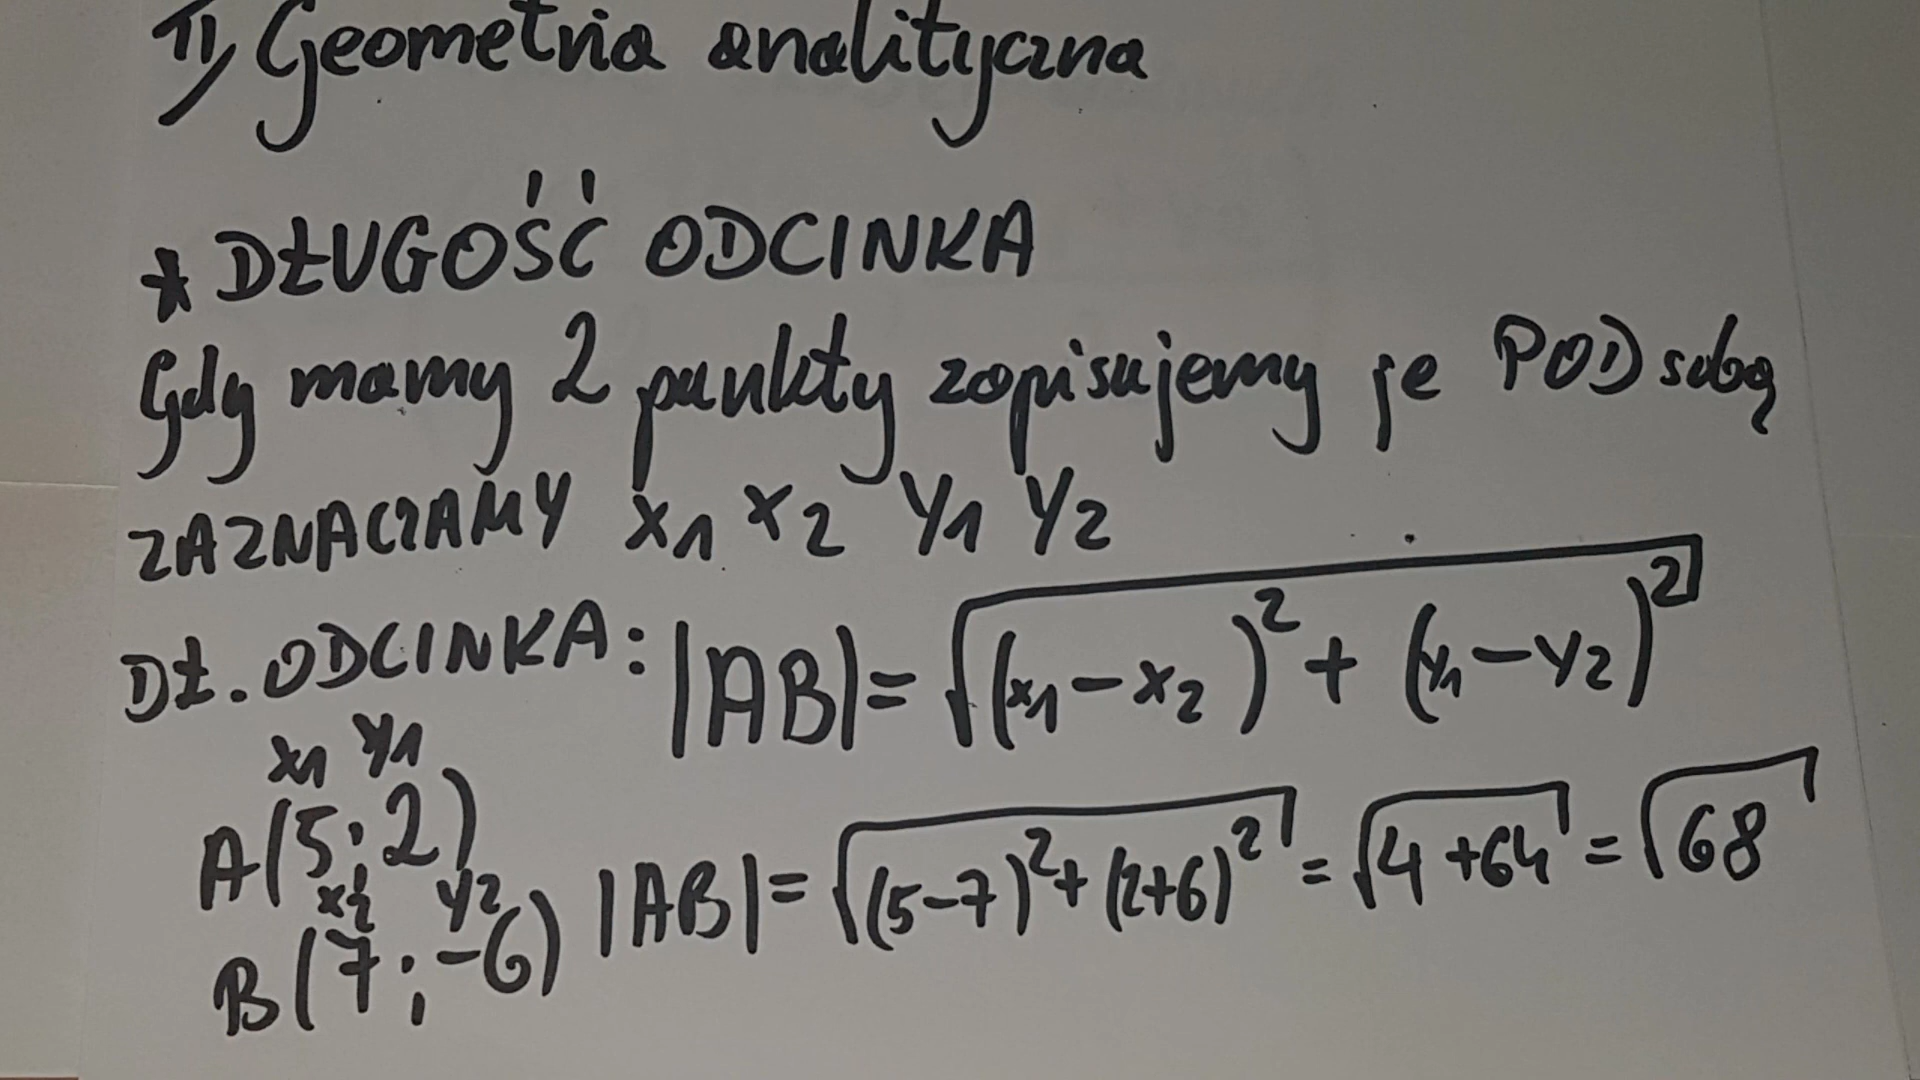 II) Geometria analityczna
* DŁUGOŚĆ ODCINKA
Gdy mamy 2 punkty zapisujemy je POD sobą
ZAZNACZAMY x1 x2 y1 y2
DŁ. ODCINKA: |AB| = √((x1-x2)² + (y1-y2)²)
x1 y1
A(5;2)
x2 y2
B(7;-6) |AB| = √((5-7)² + (2+6)²) = √(4+64) = √68